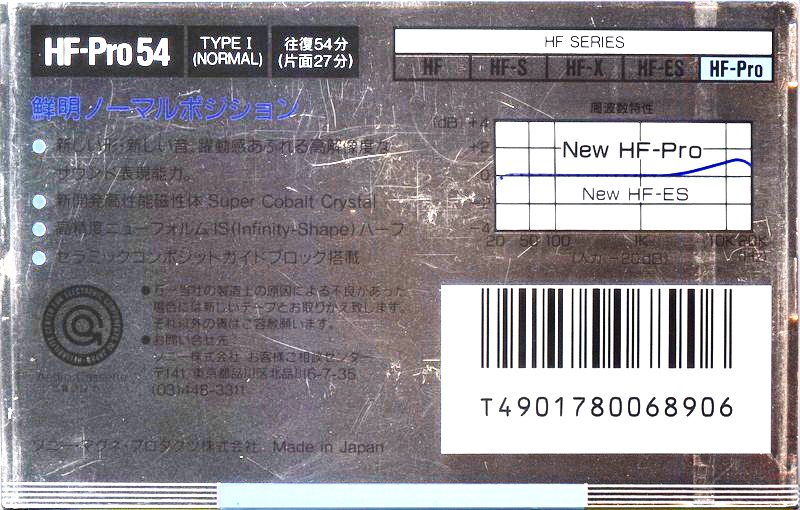 HF-Pro 54
TYPE I
(NORMAL)
往復54分
(片面27分)
HF SERIES
HF HF-S HF-X HF-ES HF-Pro
鮮明ノーマルポジション
新しい形・新しい音。躍動感あふれる高解像度な
サウンド表現能力。
新開発高性能磁性体 Super Cobalt Crystal
高精度ニューフォルムIS(Infinity-Shape)ハーフ
セラミックコンポジットガイドブロック搭載
周波数特性
(dB) +4
+2
0
New HF-Pro
New HF-ES
20 50 100 1K 10K 20K
(入力-20dB) (Hz)
●万一当社の製造上の原因による不良があった
場合には新しいテープとお取りかえ致します。
それ以外の責はご容赦願います。
●お問い合せ先:
ソニー株式会社 お客様ご相談センター
〒141 東京都品川区北品川6-7-35
(03)448-3311
T4901780068906
ソニー・マグネ・プロダクツ株式会社 Made in Japan